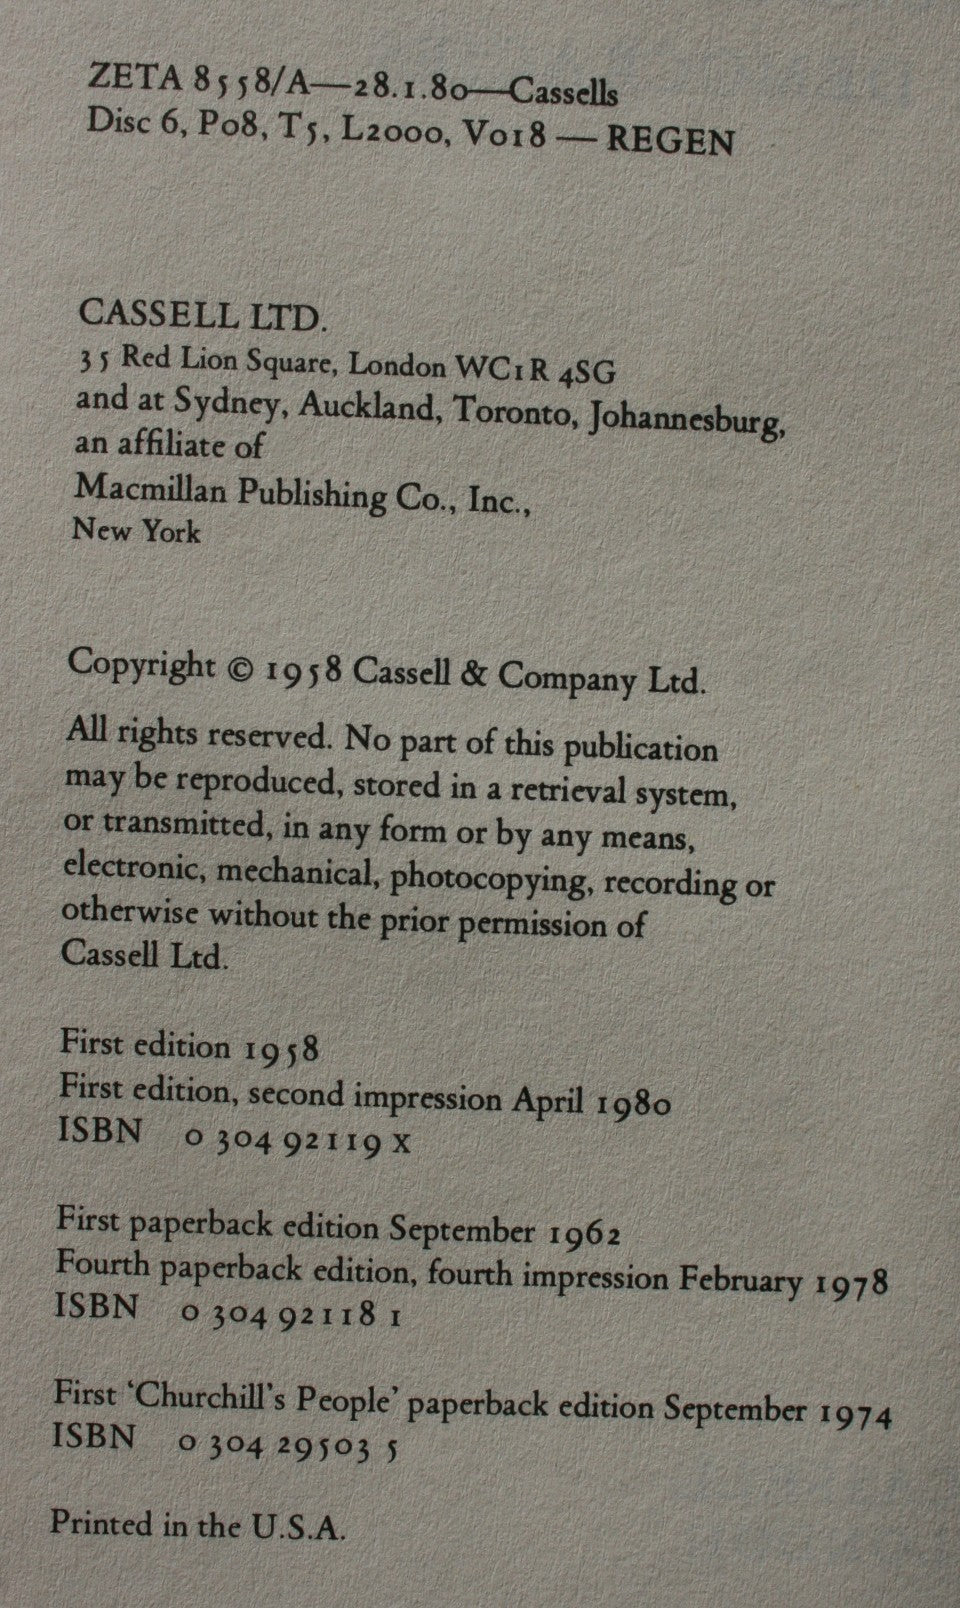 ZETA 8558/A—28.1.80—Cassells
Disc 6, P08, T5, L2000, V018 — REGEN
CASSELL LTD.
35 Red Lion Square, London WC1R 4SG
and at Sydney, Auckland, Toronto, Johannesburg,
an affiliate of
Macmillan Publishing Co., Inc.,
New York
Copyright © 1958 Cassell & Company Ltd.
All rights reserved. No part of this publication
may be reproduced, stored in a retrieval system,
or transmitted, in any form or by any means,
electronic, mechanical, photocopying, recording or
otherwise without the prior permission of
Cassell Ltd.
First edition 1958
First edition, second impression April 1980
ISBN 0 304 92119 X
First paperback edition September 1962
Fourth paperback edition, fourth impression February 1978
ISBN 0 304 92118 1
First ‘Churchill’s People’ paperback edition September 1974
ISBN 0 304 29503 5
Printed in the U.S.A.